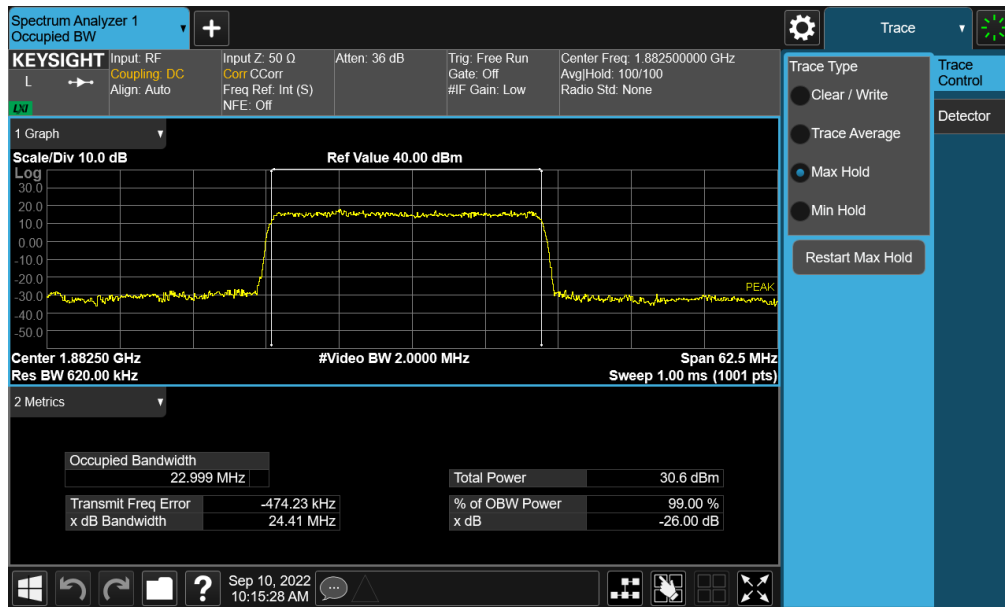 Spectrum Analyzer 1
Occupied BW
+
Trace
KEYSIGHT
L
LXI
Input: RF
Coupling: DC
Align: Auto
Input Z: 50 Ω
Corr CCorr
Freq Ref: Int (S)
NFE: Off
Atten: 36 dB
Trig: Free Run
Gate: Off
#IF Gain: Low
Center Freq: 1.882500000 GHz
Avg|Hold: 100/100
Radio Std: None
Trace Type
Clear / Write
Trace Average
Max Hold
Min Hold
Restart Max Hold
Trace
Control
Detector
1 Graph
Scale/Div 10.0 dB
Ref Value 40.00 dBm
Log
30.0
20.0
10.0
0.00
-10.0
-20.0
-30.0
-40.0
-50.0
PEAK
Center 1.88250 GHz
#Video BW 2.0000 MHz
Span 62.5 MHz
Res BW 620.00 kHz
Sweep 1.00 ms (1001 pts)
2 Metrics
Occupied Bandwidth
22.999 MHz
Total Power 30.6 dBm
Transmit Freq Error -474.23 kHz
% of OBW Power 99.00 %
x dB Bandwidth 24.41 MHz
x dB -26.00 dB
?
Sep 10, 2022
10:15:28 AM